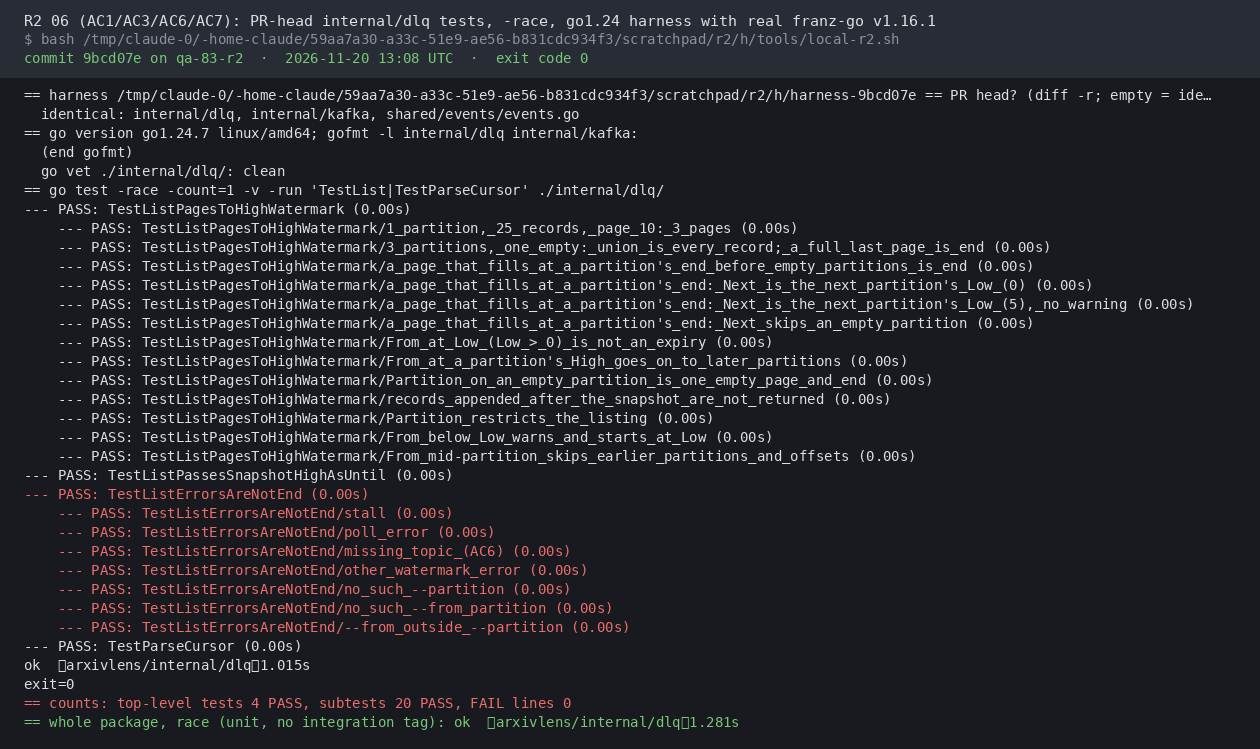 R2 06 (AC1/AC3/AC6/AC7): PR-head internal/dlq tests, -race, go1.24 harness with real franz-go v1.16.1
$ bash /tmp/claude-0/-home-claude/59aa7a30-a33c-51e9-ae56-b831cdc934f3/scratchpad/r2/h/tools/local-r2.sh
commit 9bcd07e on qa-83-r2 · 2026-11-20 13:08 UTC · exit code 0
== harness /tmp/claude-0/-home-claude/59aa7a30-a33c-51e9-ae56-b831cdc934f3/scratchpad/r2/h/harness-9bcd07e == PR head? (diff -r; empty = ide…
  identical: internal/dlq, internal/kafka, shared/events/events.go
== go version go1.24.7 linux/amd64; gofmt -l internal/dlq internal/kafka:
  (end gofmt)
  go vet ./internal/dlq/: clean
== go test -race -count=1 -v -run 'TestList|TestParseCursor' ./internal/dlq/
--- PASS: TestListPagesToHighWatermark (0.00s)
    --- PASS: TestListPagesToHighWatermark/1_partition,_25_records,_page_10:_3_pages (0.00s)
    --- PASS: TestListPagesToHighWatermark/3_partitions,_one_empty:_union_is_every_record;_a_full_last_page_is_end (0.00s)
    --- PASS: TestListPagesToHighWatermark/a_page_that_fills_at_a_partition's_end_before_empty_partitions_is_end (0.00s)
    --- PASS: TestListPagesToHighWatermark/a_page_that_fills_at_a_partition's_end:_Next_is_the_next_partition's_Low_(0) (0.00s)
    --- PASS: TestListPagesToHighWatermark/a_page_that_fills_at_a_partition's_end:_Next_is_the_next_partition's_Low_(5),_no_warning (0.00s)
    --- PASS: TestListPagesToHighWatermark/a_page_that_fills_at_a_partition's_end:_Next_skips_an_empty_partition (0.00s)
    --- PASS: TestListPagesToHighWatermark/From_at_Low_(Low_>_0)_is_not_an_expiry (0.00s)
    --- PASS: TestListPagesToHighWatermark/From_at_a_partition's_High_goes_on_to_later_partitions (0.00s)
    --- PASS: TestListPagesToHighWatermark/Partition_on_an_empty_partition_is_one_empty_page_and_end (0.00s)
    --- PASS: TestListPagesToHighWatermark/records_appended_after_the_snapshot_are_not_returned (0.00s)
    --- PASS: TestListPagesToHighWatermark/Partition_restricts_the_listing (0.00s)
    --- PASS: TestListPagesToHighWatermark/From_below_Low_warns_and_starts_at_Low (0.00s)
    --- PASS: TestListPagesToHighWatermark/From_mid-partition_skips_earlier_partitions_and_offsets (0.00s)
--- PASS: TestListPassesSnapshotHighAsUntil (0.00s)
--- PASS: TestListErrorsAreNotEnd (0.00s)
    --- PASS: TestListErrorsAreNotEnd/stall (0.00s)
    --- PASS: TestListErrorsAreNotEnd/poll_error (0.00s)
    --- PASS: TestListErrorsAreNotEnd/missing_topic_(AC6) (0.00s)
    --- PASS: TestListErrorsAreNotEnd/other_watermark_error (0.00s)
    --- PASS: TestListErrorsAreNotEnd/no_such_--partition (0.00s)
    --- PASS: TestListErrorsAreNotEnd/no_such_--from_partition (0.00s)
    --- PASS: TestListErrorsAreNotEnd/--from_outside_--partition (0.00s)
--- PASS: TestParseCursor (0.00s)
ok  arxivlens/internal/dlq 1.015s
exit=0
== counts: top-level tests 4 PASS, subtests 20 PASS, FAIL lines 0
== whole package, race (unit, no integration tag): ok  arxivlens/internal/dlq 1.281s